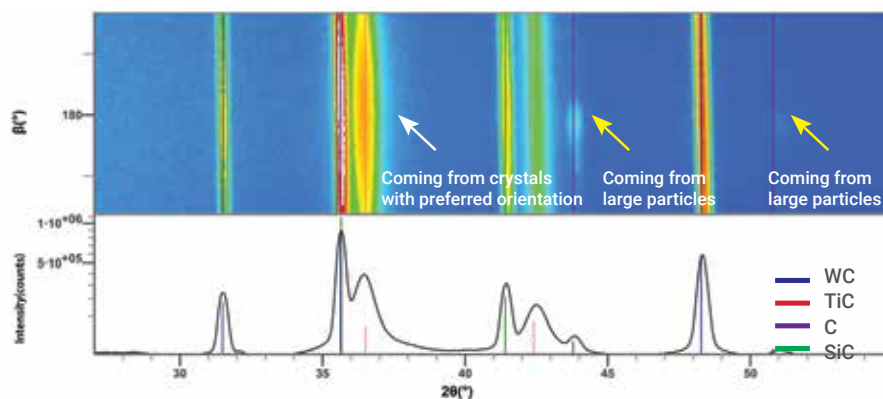 β(°)
180
Coming from crystals
with preferred orientation
Coming from
large particles
Coming from
large particles
1·10+06
5·10+05
Intensity(counts)
WC
TiC
C
SiC
30
35
40
45
50
2θ(°)